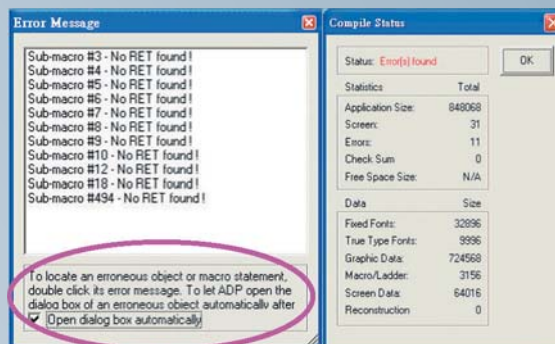 Error Message
Sub-macro #3 - No RET found !
Sub-macro #4 - No RET found !
Sub-macro #5 - No RET found !
Sub-macro #6 - No RET found !
Sub-macro #7 - No RET found !
Sub-macro #8 - No RET found !
Sub-macro #9 - No RET found !
Sub-macro #10 - No RET found !
Sub-macro #12 - No RET found !
Sub-macro #18 - No RET found !
Sub-macro #494 - No RET found !
To locate an erroneous object or macro statement,
double click its error message. To let ADP open the
dialog box of an erroneous object automatically after
Open dialog box automatically
Compile Status
Status: Error(s) found
OK
Statistics Total
Application Size: 848068
Screen: 31
Errors: 11
Check Sum 0
Free Space Size: N/A
Data Size
Fixed Fonts: 32896
True Type Fonts: 9996
Graphic Data: 724568
Macro/Ladder: 3156
Screen Data: 64016
Reconstruction 0